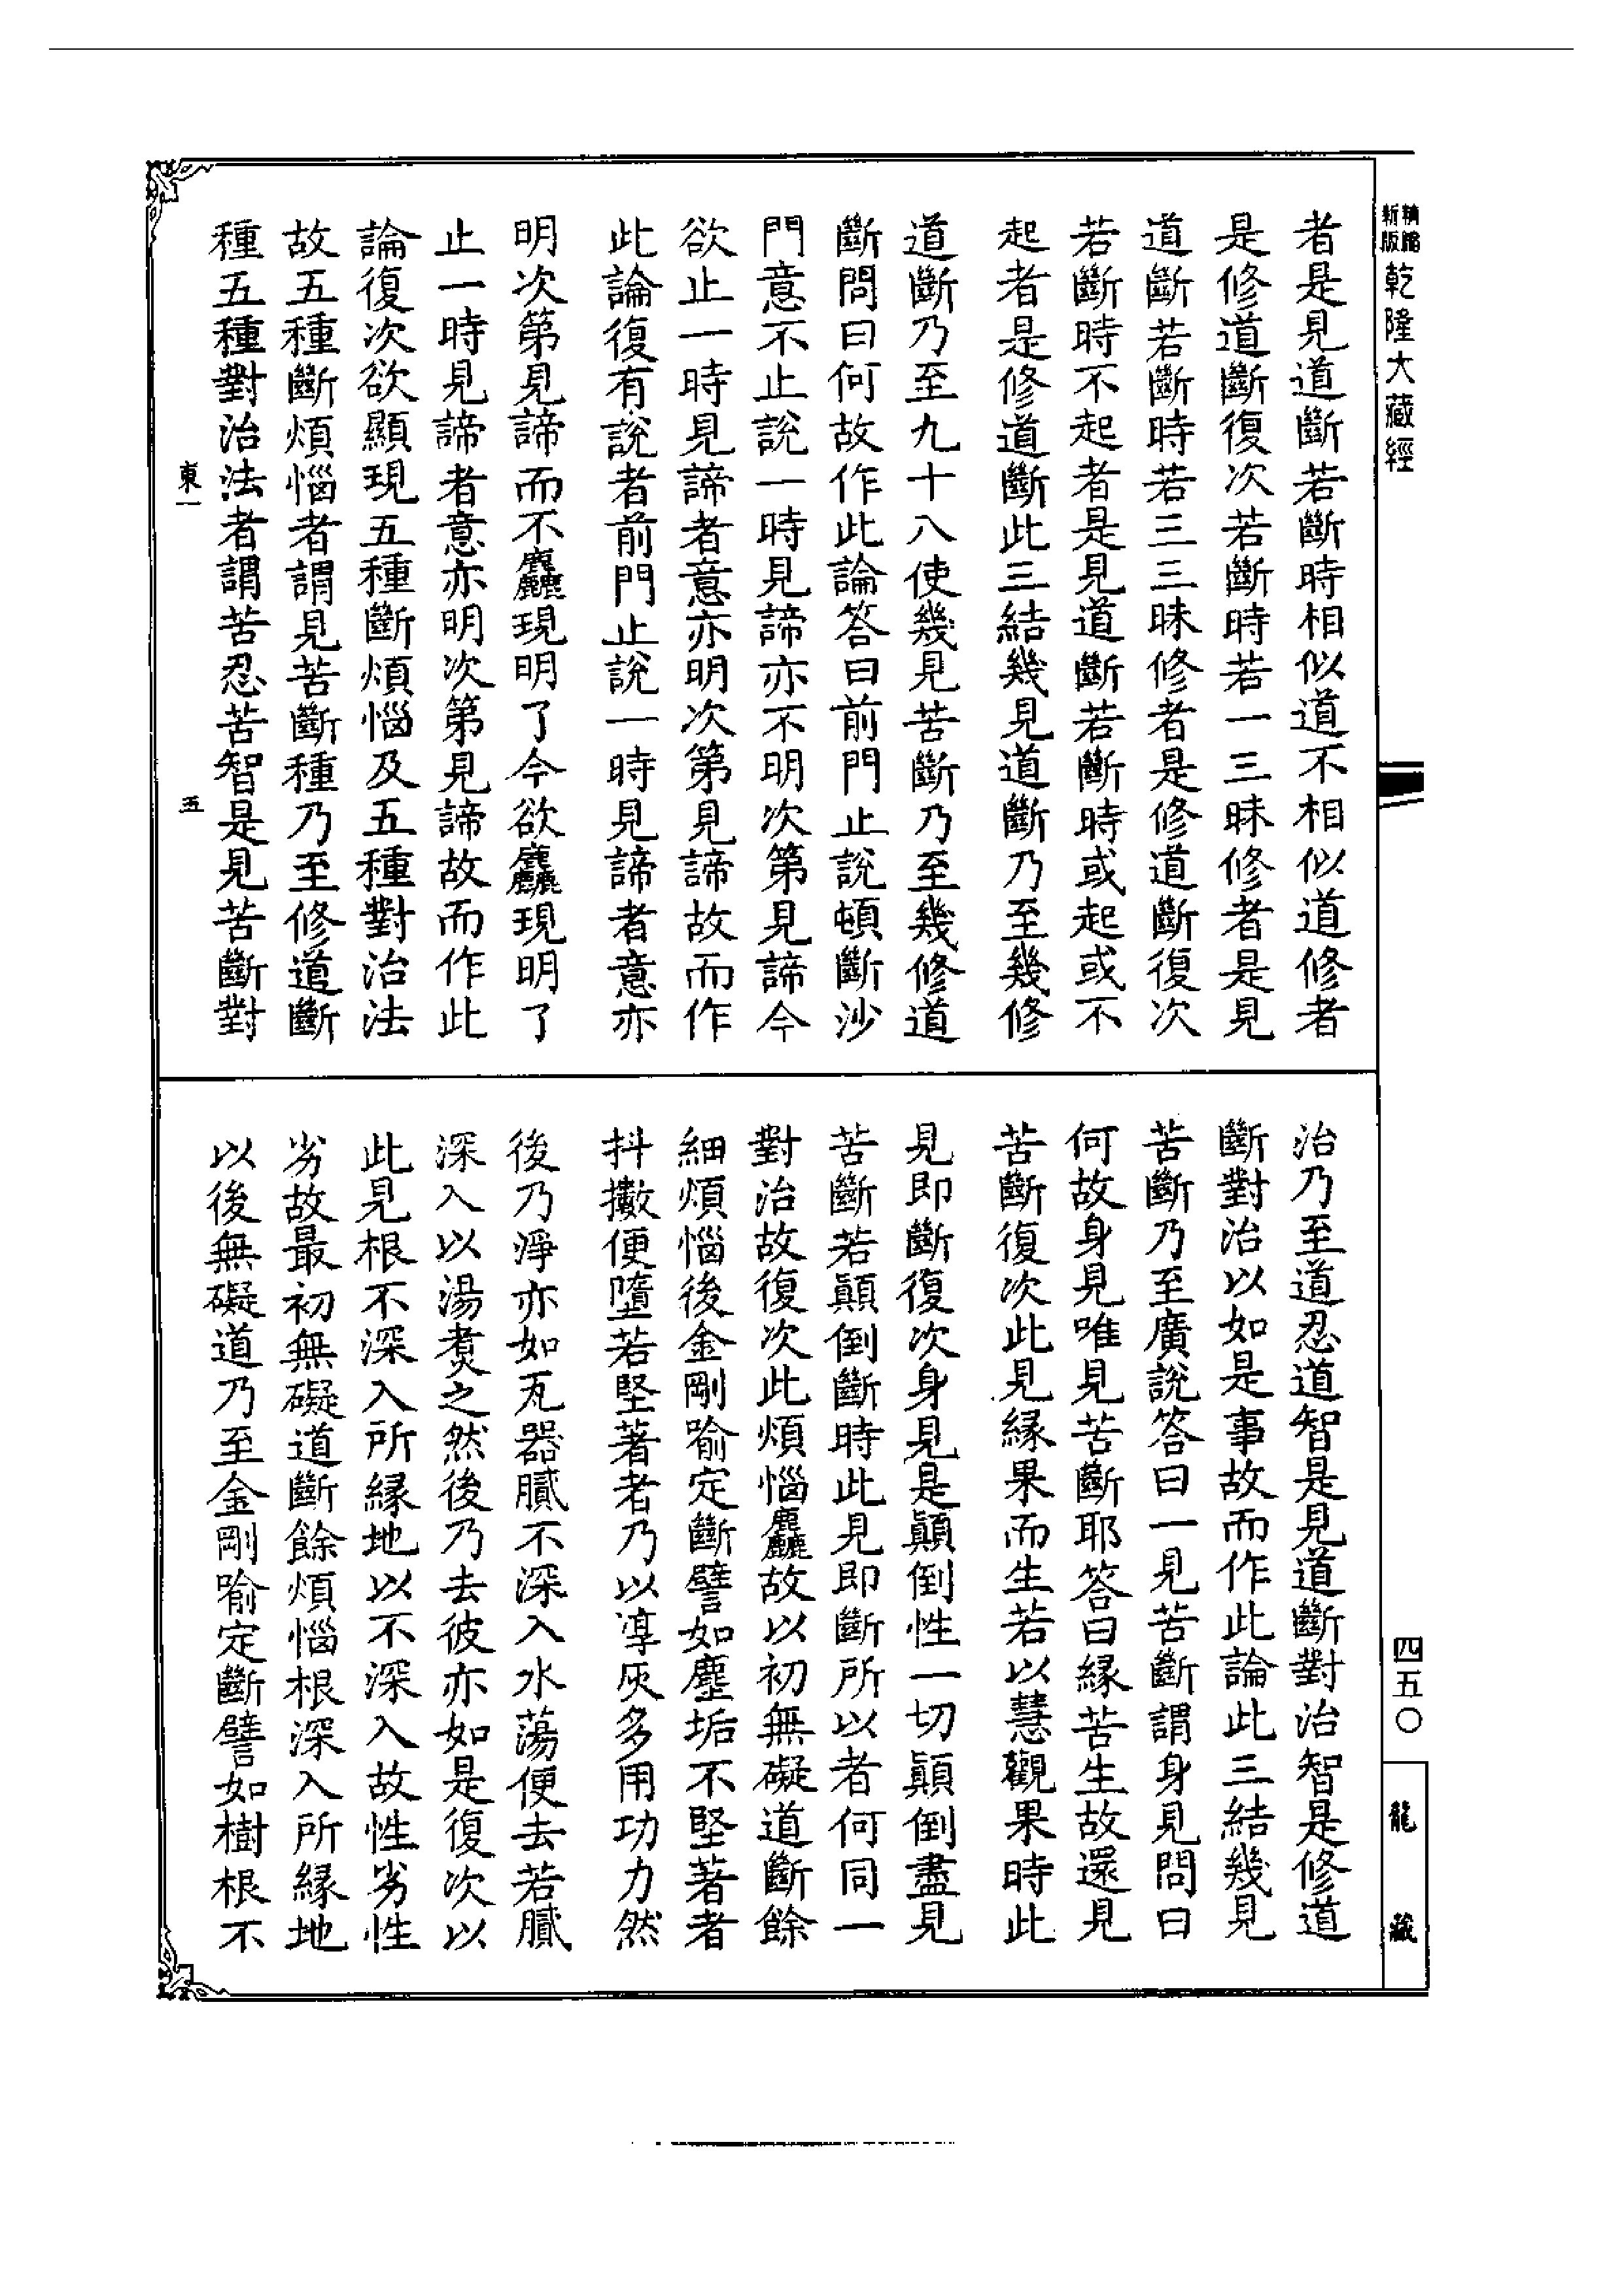 精縮新版
乾隆大藏經
者是見道斷若斷時相似道不相似道修者
是修道斷復次若斷時若一三昧修者是見
道斷若斷時若三三昧修者是修道斷復次
若斷時不起者是見道斷若斷時或起或不
起者是修道斷此三結幾見道斷乃至幾修
道斷乃至九十八使幾見苦斷乃至幾修道
斷問曰何故作此論答曰前門止說頓斷沙
門意不止說一時見諦亦不明次第見諦今
欲止一時見諦者意亦明次第見諦故而作
此論復有說者前門止說一時見諦者意亦
明次第見諦而不麤現明了今欲麤現明了
止一時見諦者意亦明次第見諦故而作此
論復次欲顯現五種斷煩惱及五種對治法
故五種斷煩惱者謂見苦斷種乃至修道斷
種五種對治法者謂苦忍苦智是見苦斷對
東一 五
治乃至道忍道智是見道斷對治智是修道
斷對治以如是事故而作此論此三結幾見
苦斷乃至廣說答曰一見苦斷謂身見問曰
何故身見唯見苦斷耶答曰緣苦生故還見
苦斷復次此見緣果而生若以慧觀果時此
見即斷復次身見是顛倒性一切顛倒盡見
苦斷若顛倒斷時此見即斷所以者何同一
對治故復次此煩惱麤故以初無礙道斷餘
細煩惱後金剛喻定斷譬如塵垢不堅著者
抖擻便墮若堅著者乃以淳灰多用功力然
後乃淨亦如瓦器膩不深入水蕩便去若膩
深入以湯煑之然後乃去彼亦如是復次以
此見根不深入所緣地以不深入故性劣性
劣故最初無礙道斷餘煩惱根深入所緣地
以後無礙道乃至金剛喻定斷譬如樹根不
四五〇
龍藏